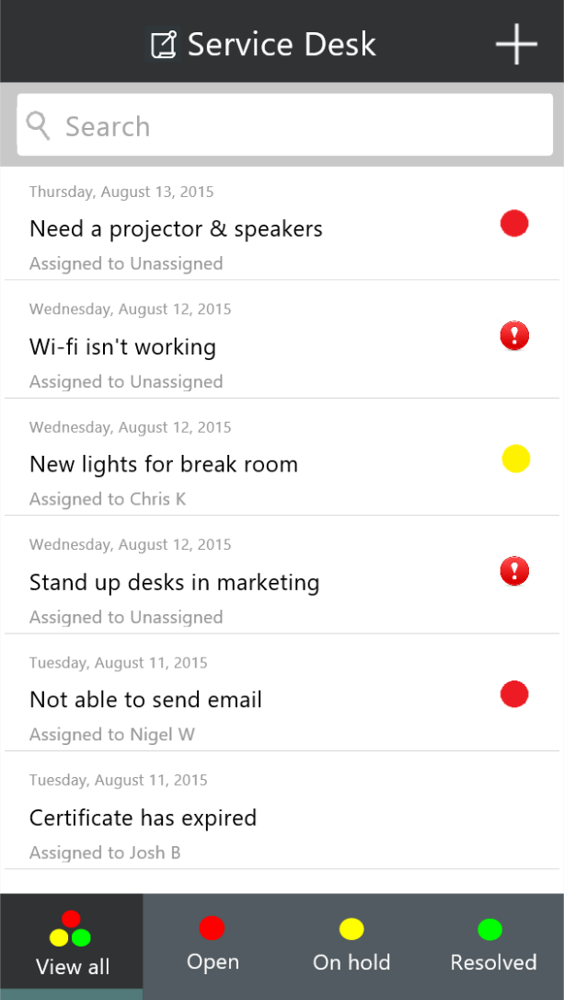 Service Desk
Search
Thursday, August 13, 2015
Need a projector & speakers
Assigned to Unassigned
Wednesday, August 12, 2015
Wi-fi isn't working
Assigned to Unassigned
Wednesday, August 12, 2015
New lights for break room
Assigned to Chris K
Wednesday, August 12, 2015
Stand up desks in marketing
Assigned to Unassigned
Tuesday, August 11, 2015
Not able to send email
Assigned to Nigel W
Tuesday, August 11, 2015
Certificate has expired
Assigned to Josh B
View all
Open
On hold
Resolved